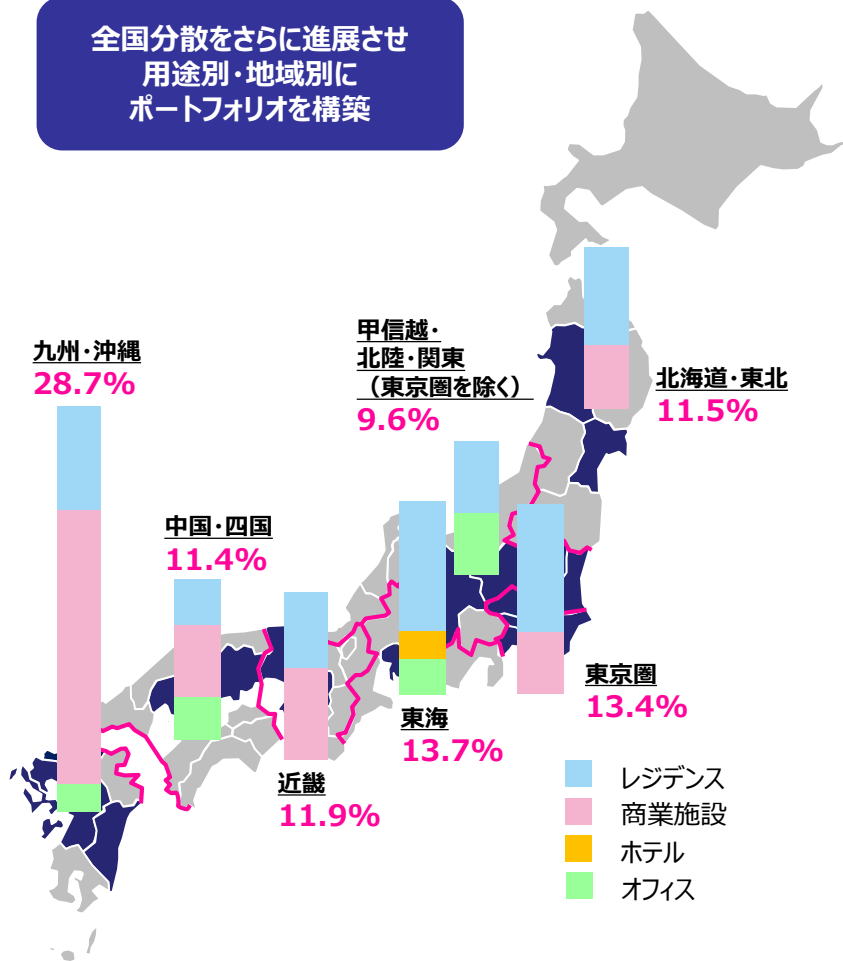 全国分散をさらに進展させ
用途別・地域別に
ポートフォリオを構築
九州・沖縄
28.7%
中国・四国
11.4%
近畿
11.9%
甲信越・
北陸・関東
（東京圏を除く）
9.6%
東海
13.7%
北海道・東北
11.5%
東京圏
13.4%
レジデンス
商業施設
ホテル
オフィス